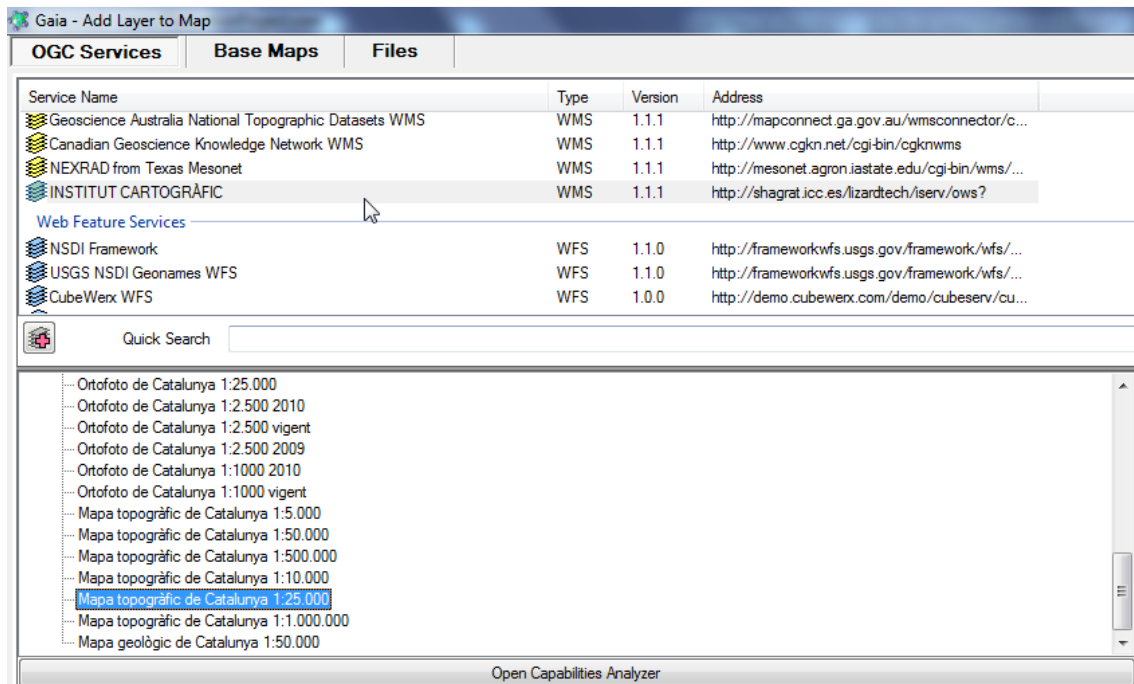 Gaia - Add Layer to Map
OGC Services Base Maps Files
Service Name Type Version Address
Geoscience Australia National Topographic Datasets WMS WMS 1.1.1 http://mapconnect.ga.gov.au/wmsconnector/c...
Canadian Geoscience Knowledge Network WMS WMS 1.1.1 http://www.cgkn.net/cgi-bin/cgknwms
NEXRAD from Texas Mesonet WMS 1.1.1 http://mesonet.agron.iastate.edu/cgi-bin/wms/...
INSTITUT CARTOGRÀFIC WMS 1.1.1 http://shagrat.icc.es/lizardtech/iserv/ows?
Web Feature Services
NSDI Framework WFS 1.1.0 http://frameworkwfs.usgs.gov/framework/wfs/...
USGS NSDI Geonames WFS WFS 1.1.0 http://frameworkwfs.usgs.gov/framework/wfs/...
CubeWerx WFS WFS 1.0.0 http://demo.cubewerx.com/demo/cubeserv/cu...
Quick Search
Ortofoto de Catalunya 1:25.000
Ortofoto de Catalunya 1:2.500 2010
Ortofoto de Catalunya 1:2.500 vigent
Ortofoto de Catalunya 1:2.500 2009
Ortofoto de Catalunya 1:1000 2010
Ortofoto de Catalunya 1:1000 vigent
Mapa topogràfic de Catalunya 1:5.000
Mapa topogràfic de Catalunya 1:50.000
Mapa topogràfic de Catalunya 1:500.000
Mapa topogràfic de Catalunya 1:10.000
Mapa topogràfic de Catalunya 1:25.000
Mapa topogràfic de Catalunya 1:1.000.000
Mapa geològic de Catalunya 1:50.000
Open Capabilities Analyzer